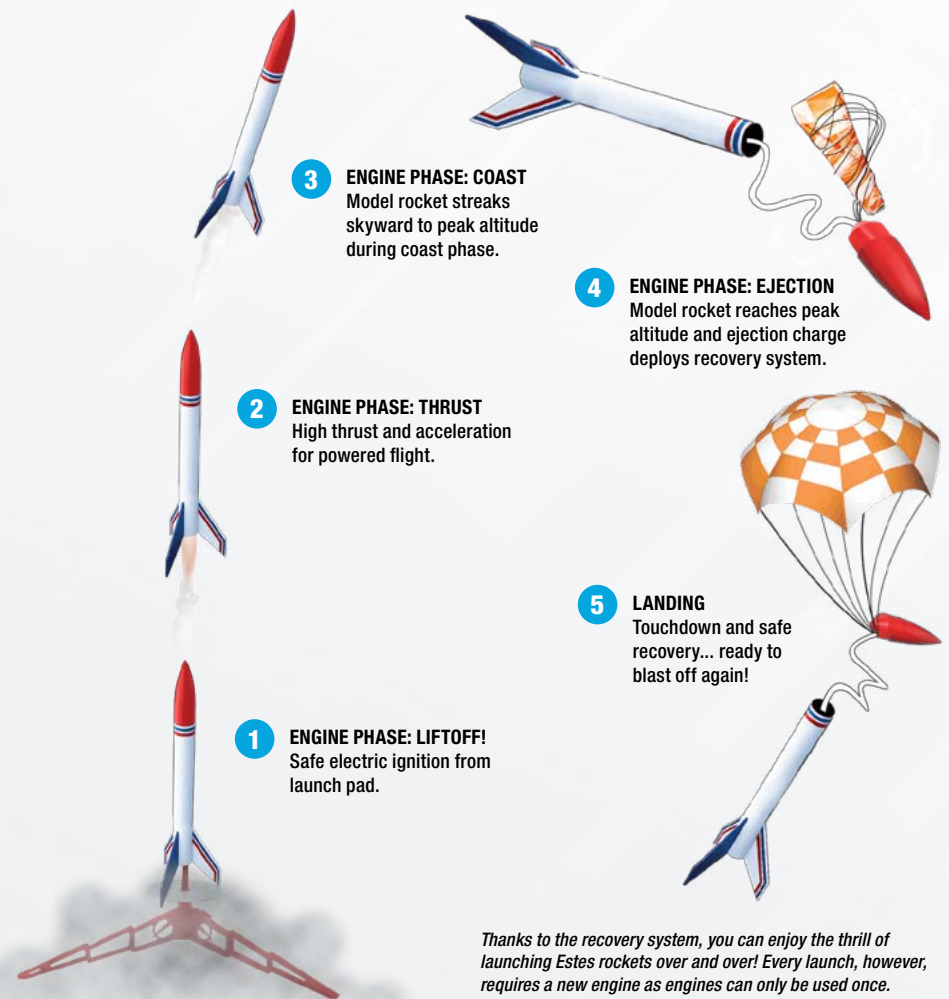 3
ENGINE PHASE: COAST
Model rocket streaks
skyward to peak altitude
during coast phase.
4
ENGINE PHASE: EJECTION
Model rocket reaches peak
altitude and ejection charge
deploys recovery system.
2
ENGINE PHASE: THRUST
High thrust and acceleration
for powered flight.
5
LANDING
Touchdown and safe
recovery... ready to
blast off again!
1
ENGINE PHASE: LIFTOFF!
Safe electric ignition from
launch pad.
Thanks to the recovery system, you can enjoy the thrill of
launching Estes rockets over and over! Every launch, however,
requires a new engine as engines can only be used once.